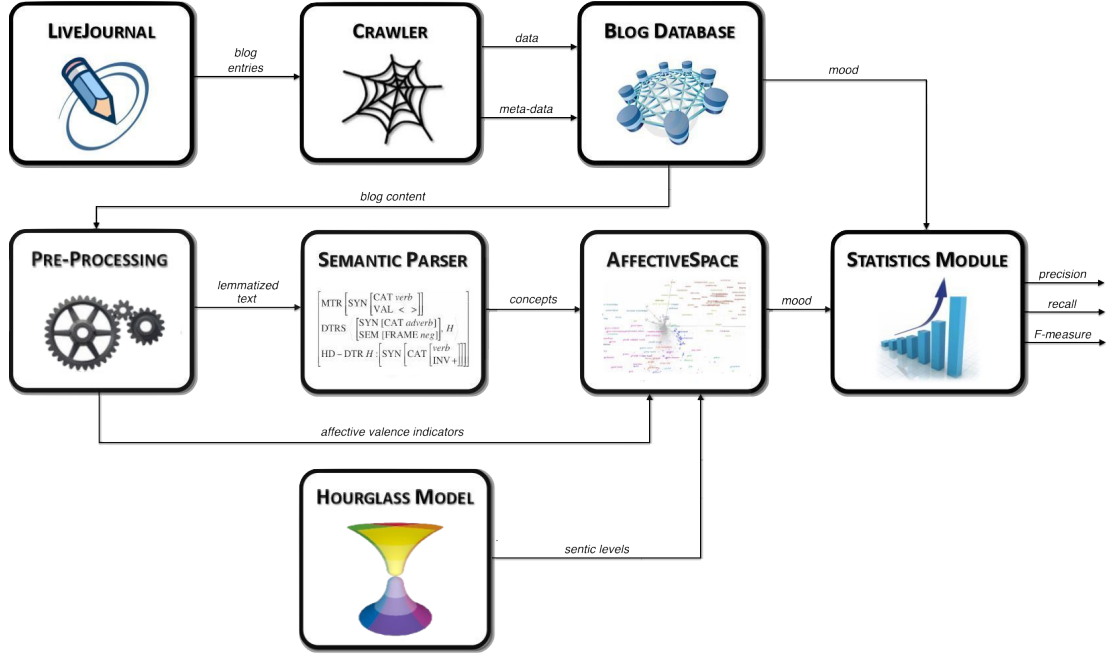 LIVEJOURNAL
blog
entries
CRAWLER
data
meta-data
BLOG DATABASE
mood
blog content
PRE-PROCESSING
lemmatized
text
SEMANTIC PARSER
MTR [SYN [CAT verb
VAL < > ]]
DTRS [SYN [CAT adverb]
SEM [FRAME neg]], H
HD – DTR H : [SYN [CAT [verb
INV +]]]]
concepts
AFFECTIVESPACE
mood
STATISTICS MODULE
precision
recall
F-measure
affective valence indicators
HOURGLASS MODEL
sentic levels